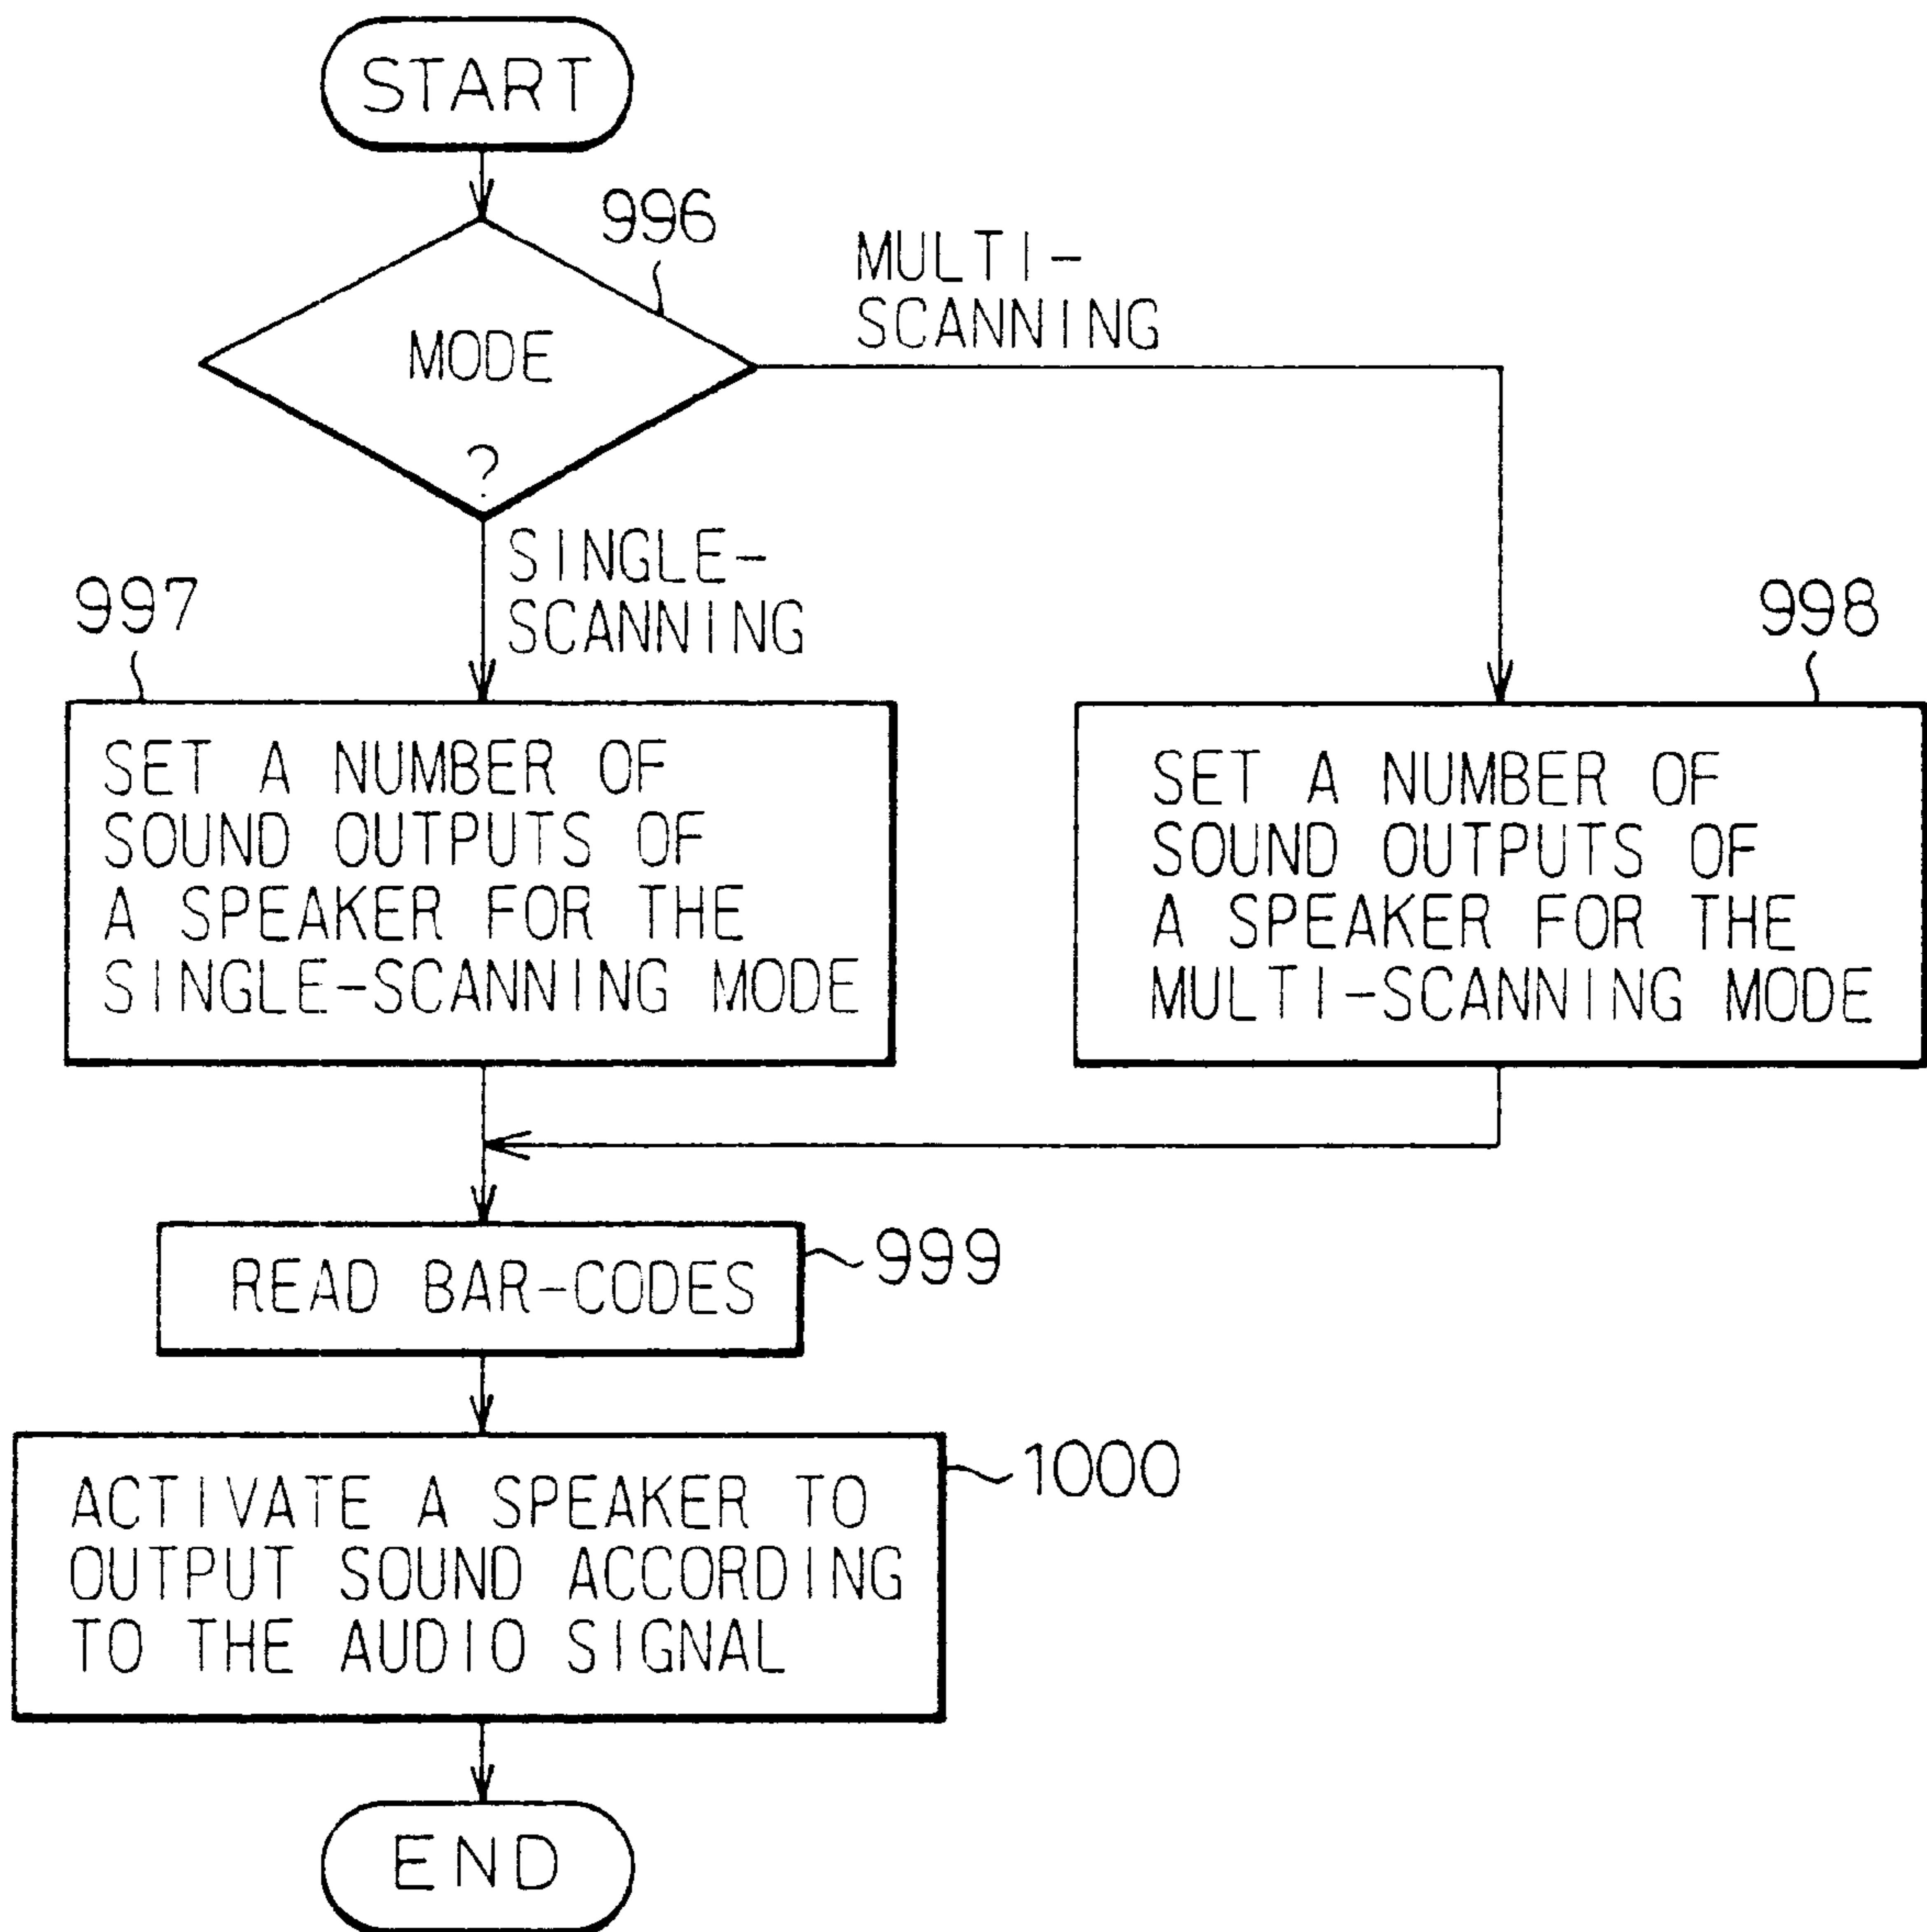 START
996
MULTI-
SCANNING
MODE
?
SINGLE-
SCANNING
997
998
SET A NUMBER OF
SOUND OUTPUTS OF
A SPEAKER FOR THE
SINGLE-SCANNING MODE
SET A NUMBER OF
SOUND OUTPUTS OF
A SPEAKER FOR THE
MULTI-SCANNING MODE
READ BAR-CODES
999
ACTIVATE A SPEAKER TO
OUTPUT SOUND ACCORDING
TO THE AUDIO SIGNAL
1000
END